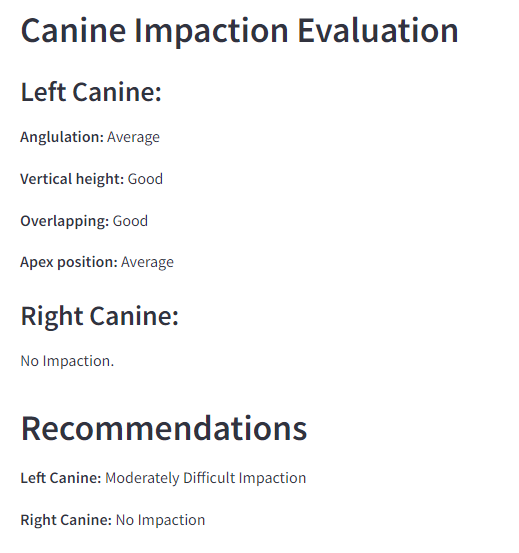 Canine Impaction Evaluation
Left Canine:
Anglulation: Average
Vertical height: Good
Overlapping: Good
Apex position: Average
Right Canine:
No Impaction.
Recommendations
Left Canine: Moderately Difficult Impaction
Right Canine: No Impaction